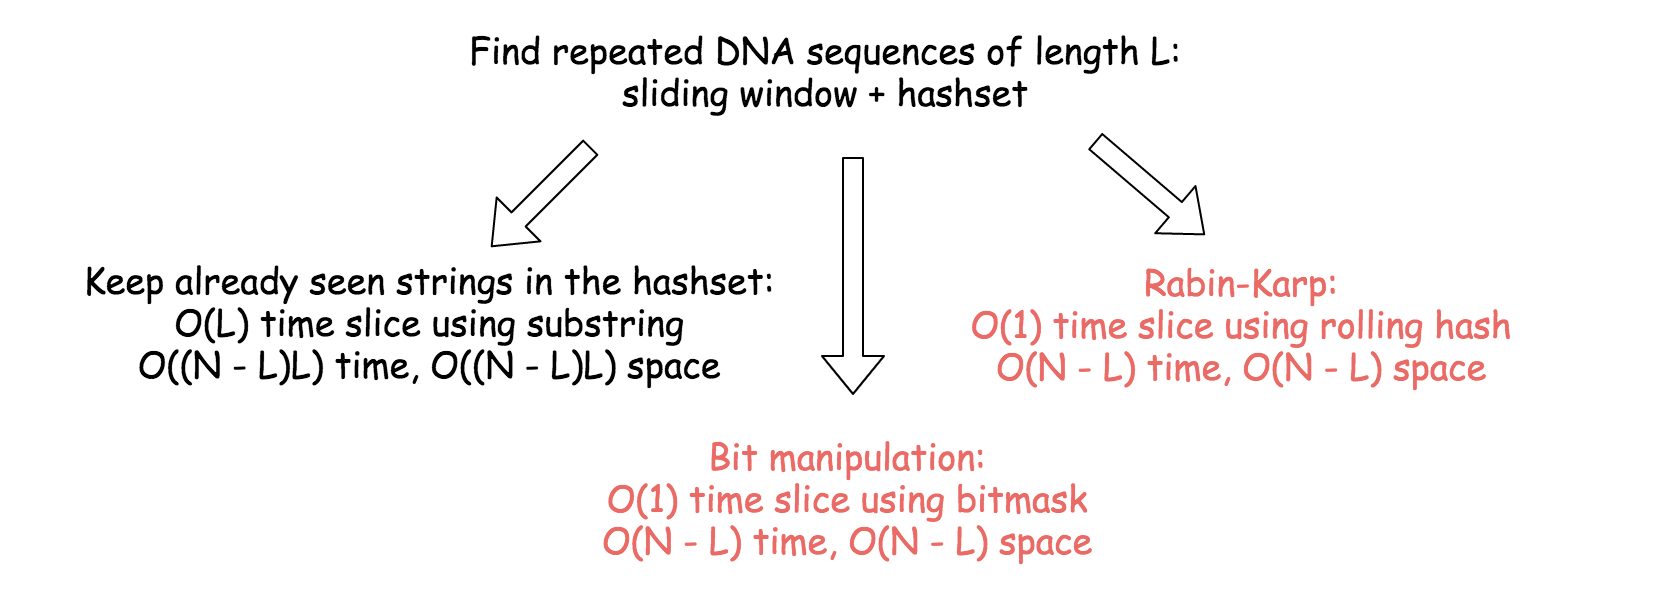 Find repeated DNA sequences of length L:
sliding window + hashset
Keep already seen strings in the hashset:
O(L) time slice using substring
O((N - L)L) time, O((N - L)L) space
Rabin-Karp:
O(1) time slice using rolling hash
O(N - L) time, O(N - L) space
Bit manipulation:
O(1) time slice using bitmask
O(N - L) time, O(N - L) space